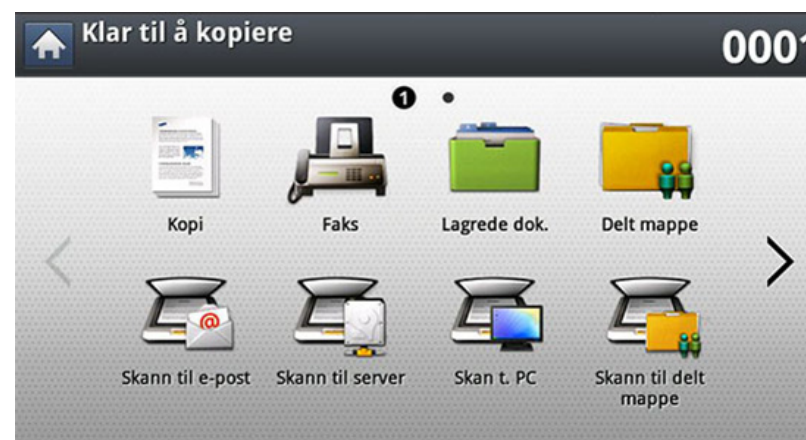 Klar til å kopiere
0001
1
Kopi
Faks
Lagrede dok.
Delt mappe
@
Skann til e-post
Skann til server
Skan t. PC
Skann til delt
mappe